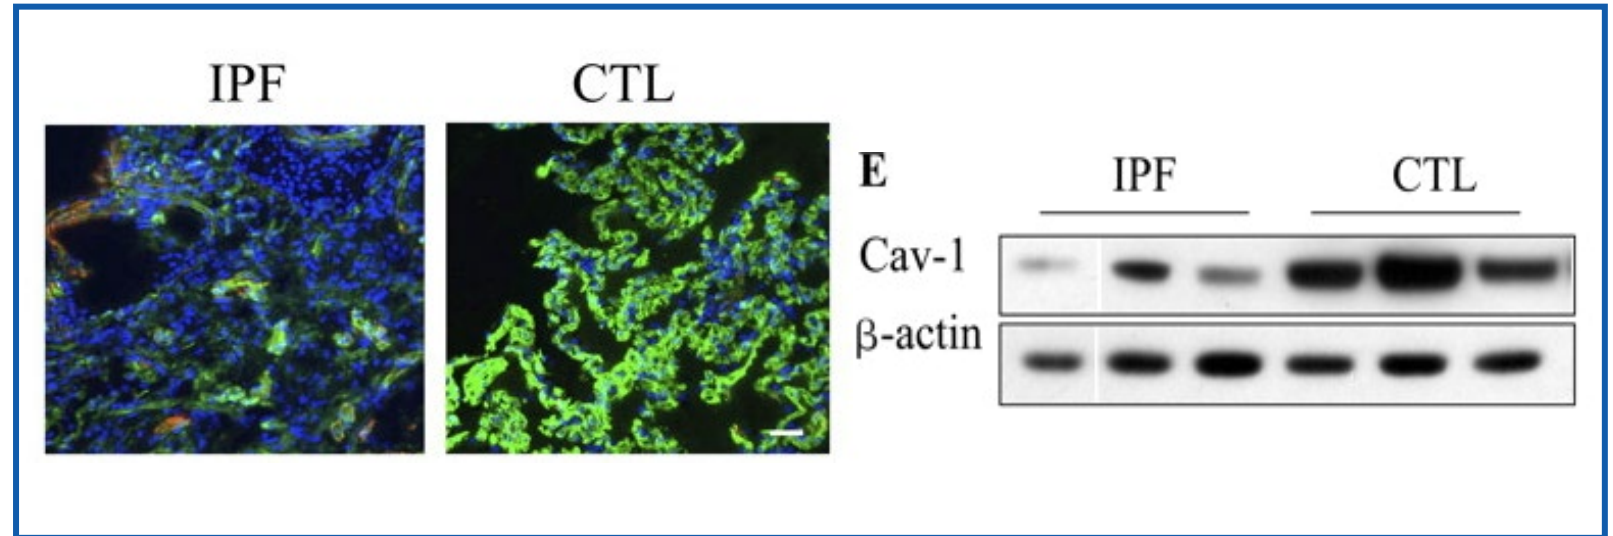 IPF CTL
E IPF CTL
Cav-1
β-actin